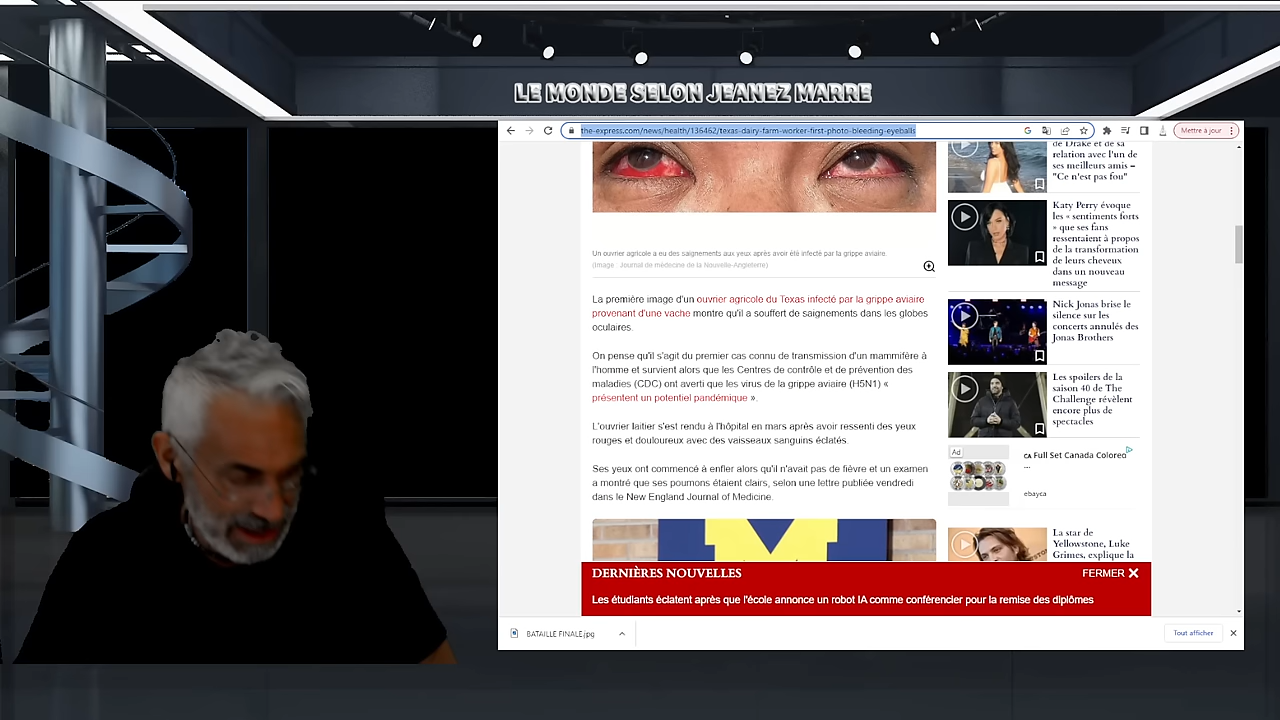 LE MONDE SELON JEANEZ MARRE
the-express.com/news/health/136462/texas-dairy-farm-worker-first-photo-bleeding-eyeballs
Mettre à jour
Un ouvrier agricole a eu des saignements aux yeux après avoir été infecté par la grippe aviaire.
(Image : Journal de médecine de la Nouvelle-Angleterre)
La première image d'un ouvrier agricole du Texas infecté par la grippe aviaire
provenant d'une vache montre qu'il a souffert de saignements dans les globes
oculaires.
On pense qu'il s'agit du premier cas connu de transmission d'un mammifère à
l'homme et survient alors que les Centres de contrôle et de prévention des
maladies (CDC) ont averti que les virus de la grippe aviaire (H5N1) «
présentent un potentiel pandémique ».
L'ouvrier laitier s'est rendu à l'hôpital en mars après avoir ressenti des yeux
rouges et douloureux avec des vaisseaux sanguins éclatés.
Ses yeux ont commencé à enfler alors qu'il n'avait pas de fièvre et un examen
a montré que ses poumons étaient clairs, selon une lettre publiée vendredi
dans le New England Journal of Medicine.
de Drake et de sa
relation avec l'un de
ses meilleurs amis –
"Ce n'est pas fou"
Katy Perry évoque
les « sentiments forts
» que ses fans
ressentaient à propos
de la transformation
de leurs cheveux
dans un nouveau
message
Nick Jonas brise le
silence sur les
concerts annulés des
Jonas Brothers
Les spoilers de la
saison 40 de The
Challenge révèlent
encore plus de
spectacles
Ad
CA Full Set Canada Coloreo
...
ebayca
La star de
Yellowstone, Luke
Grimes, explique la
DERNIÈRES NOUVELLES
FERMER
Les étudiants éclatent après que l'école annonce un robot IA comme conférencier pour la remise des diplômes
BATAILLE FINALE.jpg
Tout afficher